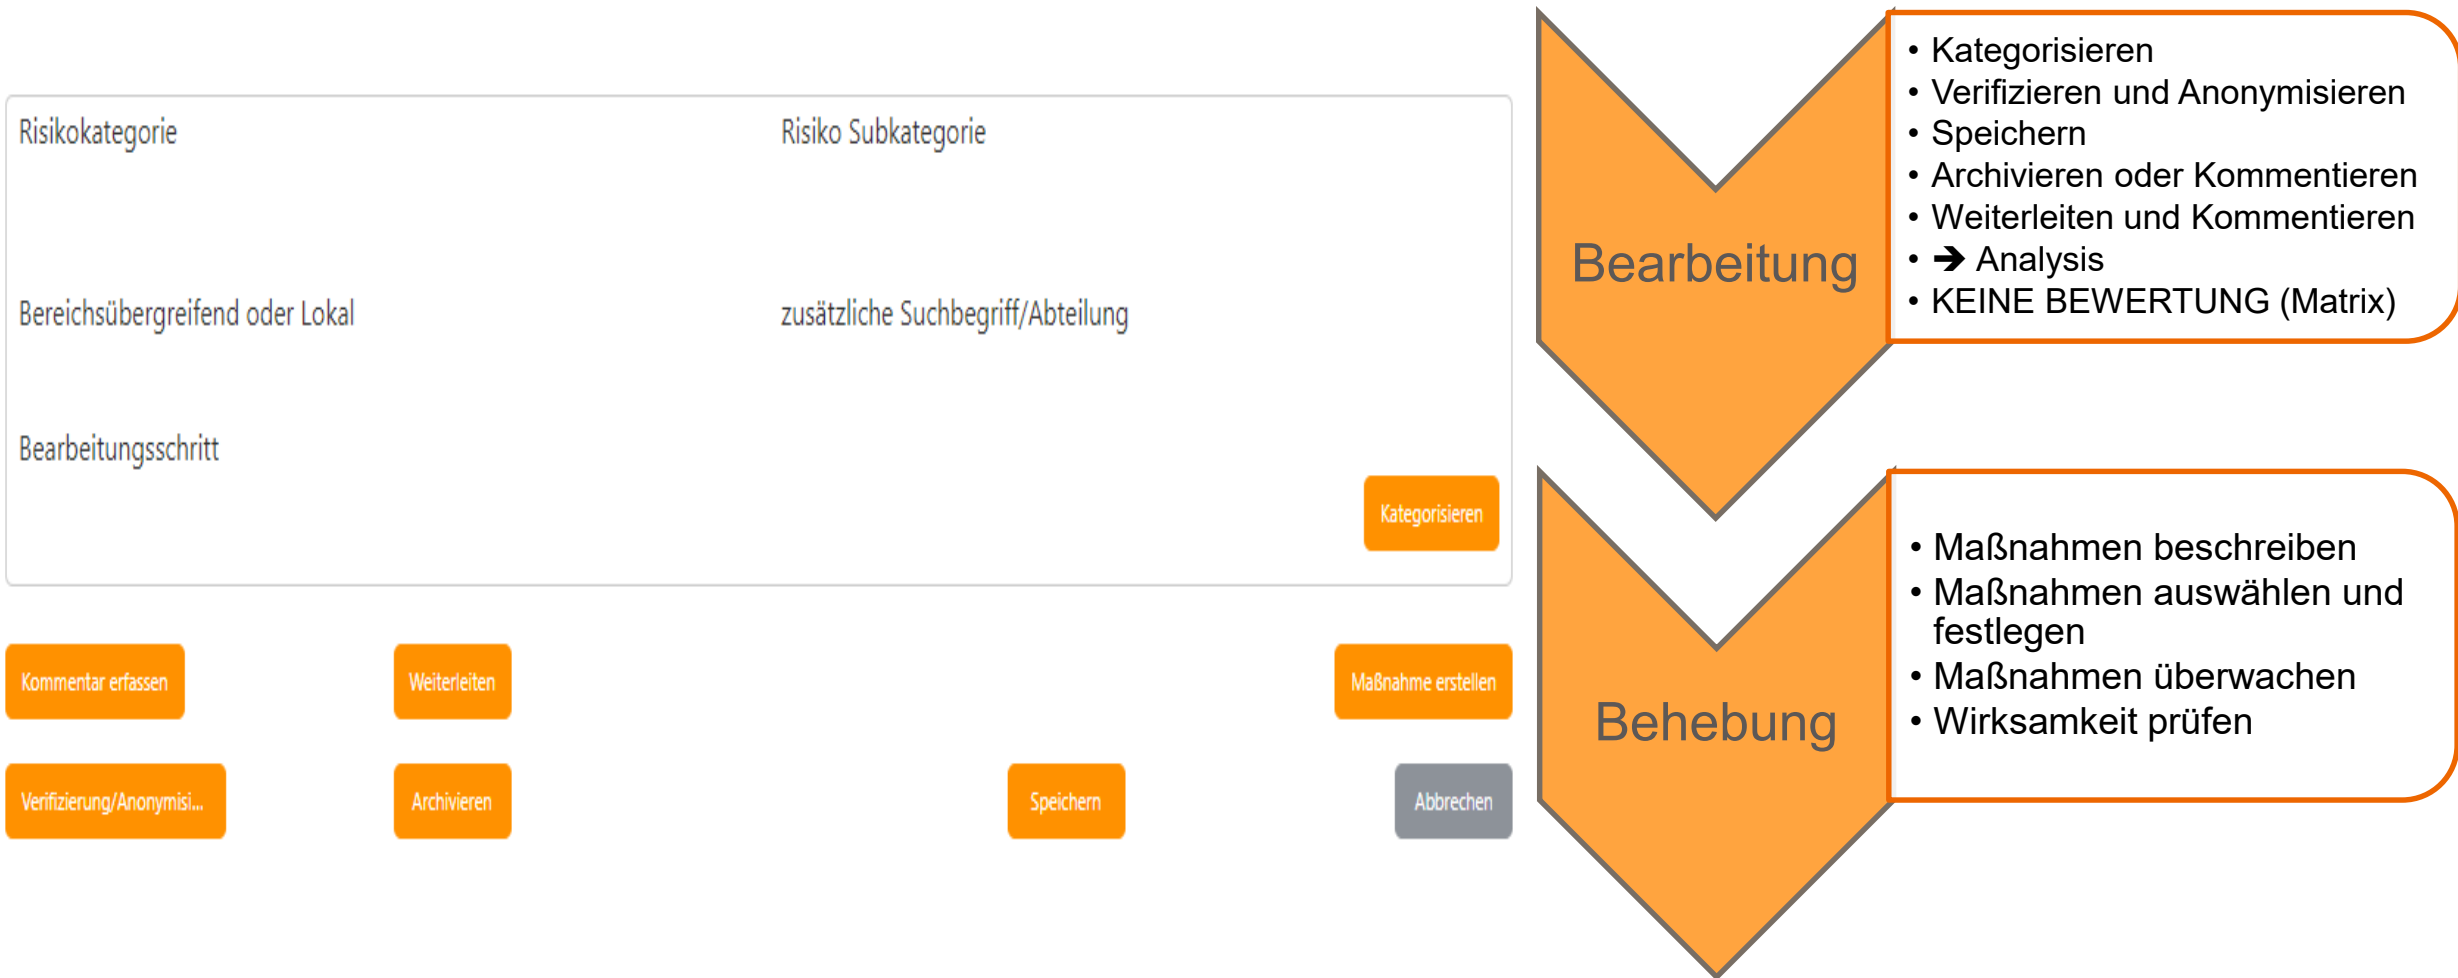 Risikokategorie
Risiko Subkategorie
Bereichsübergreifend oder Lokal
zusätzliche Suchbegriff/Abteilung
Bearbeitungsschritt
Kategorisieren
Kommentar erfassen
Weiterleiten
Maßnahme erstellen
Verifizierung/Anonymisi...
Archivieren
Speichern
Abbrechen
Bearbeitung
• Kategorisieren
• Verifizieren und Anonymisieren
• Speichern
• Archivieren oder Kommentieren
• Weiterleiten und Kommentieren
• ➔ Analysis
• KEINE BEWERTUNG (Matrix)
Behebung
• Maßnahmen beschreiben
• Maßnahmen auswählen und
festlegen
• Maßnahmen überwachen
• Wirksamkeit prüfen